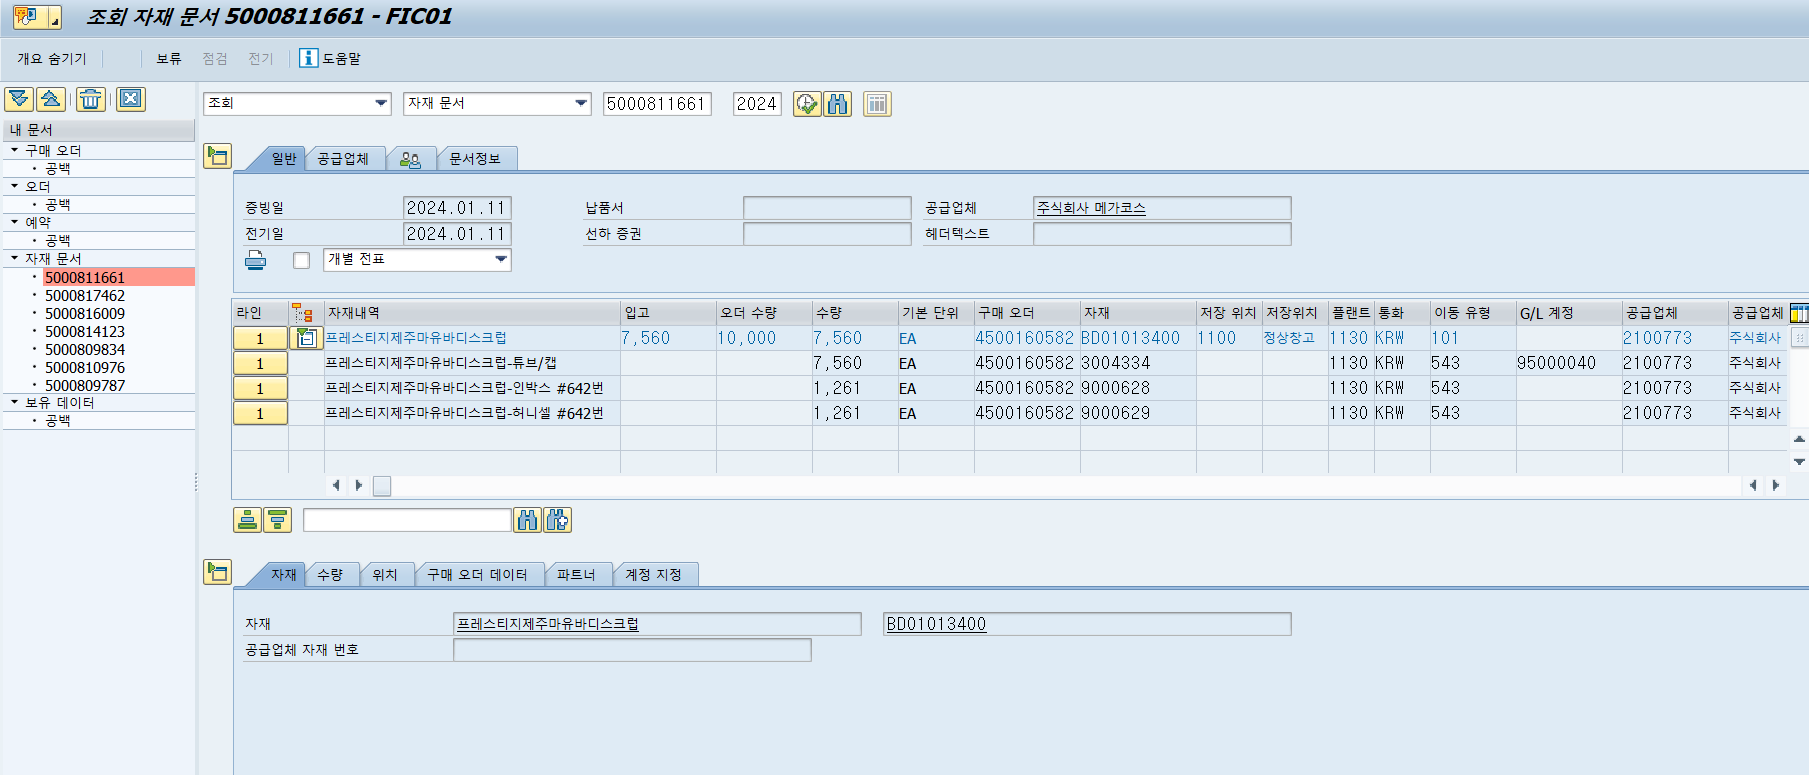 조회 자재 문서 5000811661 - FIC01
개요 숨기기 보류 점검 전기 도움말
조회 자재 문서 5000811661 2024
내 문서
구매 오더
공백
오더
공백
예약
공백
자재 문서
5000811661
5000817462
5000816009
5000814123
5000809834
5000810976
5000809787
보유 데이터
공백
일반 공급업체 문서정보
증빙일 2024.01.11 납품서 공급업체 주식회사 메가코스
전기일 2024.01.11 선하 증권 헤더텍스트
개별 전표
라인 자재내역 입고 오더 수량 수량 기본 단위 구매 오더 자재 저장 위치 저장위치 플랜트 통화 이동 유형 G/L 계정 공급업체 공급업체
1 프레스티지제주마유바디스크럽 7,560 10,000 7,560 EA 4500160582 BD01013400 1100 정상창고 1130 KRW 101 2100773 주식회사
1 프레스티지제주마유바디스크럽-튜브/캡 7,560 EA 4500160582 3004334 1130 KRW 543 95000040 2100773 주식회사
1 프레스티지제주마유바디스크럽-인박스 #642번 1,261 EA 4500160582 9000628 1130 KRW 543 2100773 주식회사
1 프레스티지제주마유바디스크럽-허니셀 #642번 1,261 EA 4500160582 9000629 1130 KRW 543 2100773 주식회사
자재 수량 위치 구매 오더 데이터 파트너 계정 지정
자재 프레스티지제주마유바디스크럽 BD01013400
공급업체 자재 번호